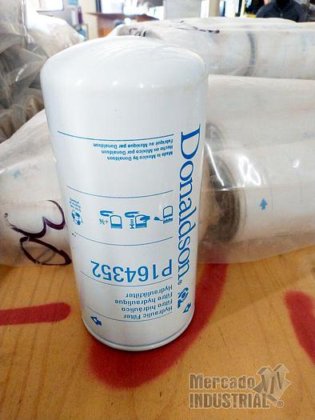 Donaldson®
P164352
Hydraulic Filter
Filtro hidráulico
Filtre hydraulique
Hydraulikfilter
Made in Mexico by Donaldson
Hecho en México por Donaldson
Fabriqué au Mexique par Donaldson
30
Mercado
INDUSTRIAL